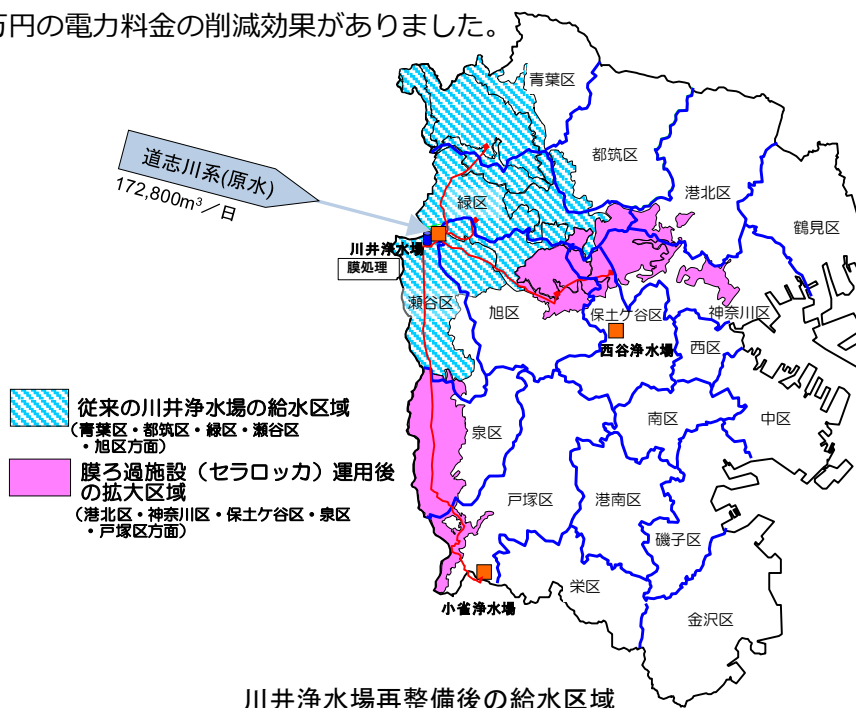 万円の電力料金の削減効果がありました。
青葉区
都筑区
道志川系(原水)
172,800m³／日
港北区
緑区
鶴見区
川井浄水場
膜処理
瀬谷区
旭区
保土ケ谷区
神奈川区
西谷浄水場
西区
従来の川井浄水場の給水区域
（青葉区・都筑区・緑区・瀬谷区
・旭区方面）
南区
中区
泉区
膜ろ過施設（セラロッカ）運用後
の拡大区域
（港北区・神奈川区・保土ケ谷区・泉区
・戸塚区方面）
戸塚区
港南区
磯子区
栄区
小雀浄水場
金沢区
川井浄水場再整備後の給水区域